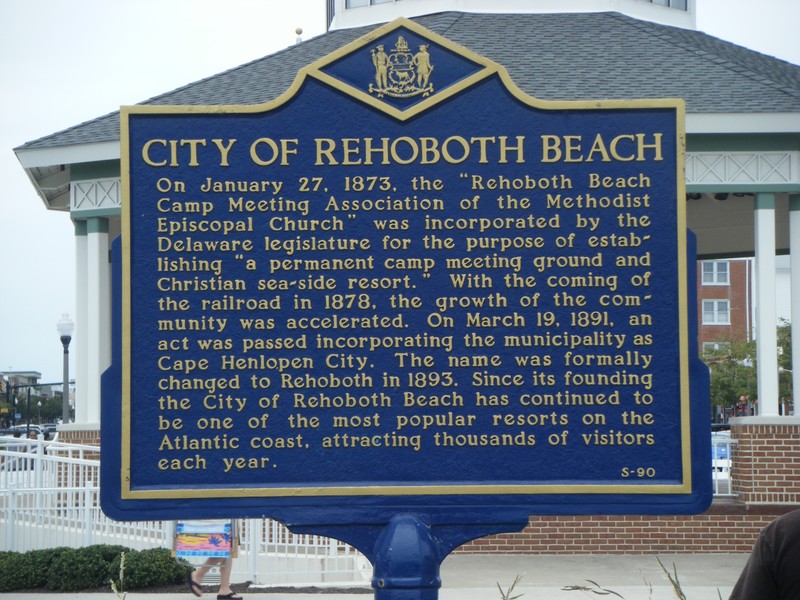 CITY OF REHOBOTH BEACH
On January 27, 1873, the "Rehoboth Beach
Camp Meeting Association of the Methodist
Episcopal Church" was incorporated by the
Delaware legislature for the purpose of estab-
lishing "a permanent camp meeting ground and
Christian sea-side resort." With the coming of
the railroad in 1878, the growth of the com-
munity was accelerated. On March 19, 1891, an
act was passed incorporating the municipality as
Cape Henlopen City. The name was formally
changed to Rehoboth in 1893. Since its founding
the City of Rehoboth Beach has continued to
be one of the most popular resorts on the
Atlantic coast, attracting thousands of visitors
each year.
S-90